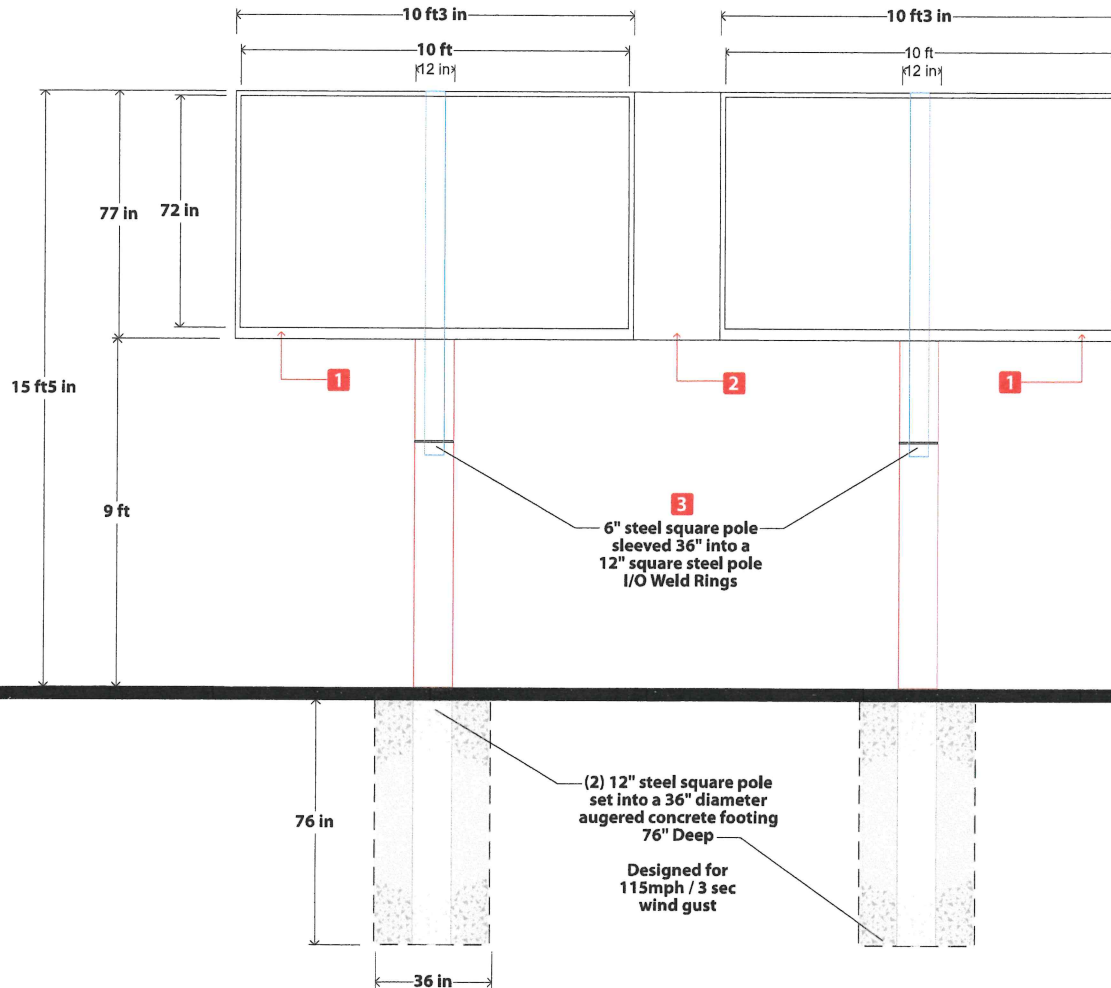 10 ft3 in
10 ft3 in
10 ft
10 ft
12 in
12 in
77 in
72 in
1
2
1
15 ft5 in
9 ft
3
6" steel square pole
sleeved 36" into a
12" square steel pole
I/O Weld Rings
(2) 12" steel square pole
set into a 36" diameter
augered concrete footing
76" Deep
76 in
Designed for
115mph / 3 sec
wind gust
36 in